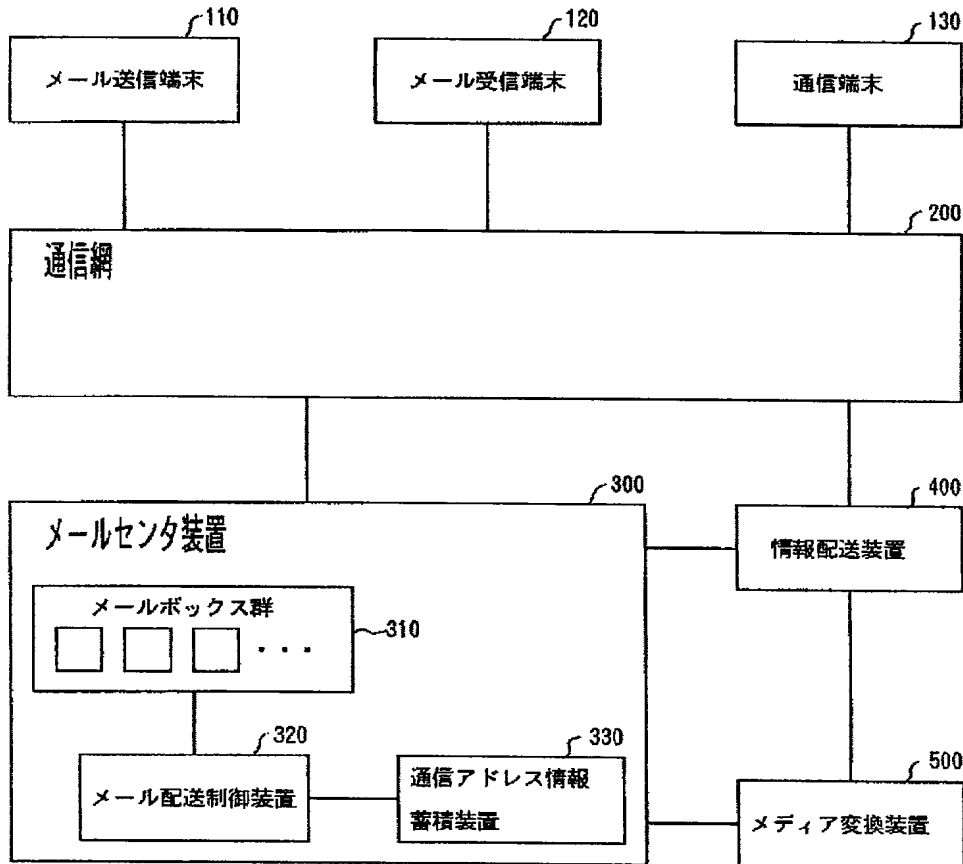 110
メール送信端末
120
メール受信端末
130
通信端末
200
通信網
300
メールセンタ装置
400
情報配送装置
メールボックス群
・・・
310
320
メール配送制御装置
330
通信アドレス情報
蓄積装置
500
メディア変換装置